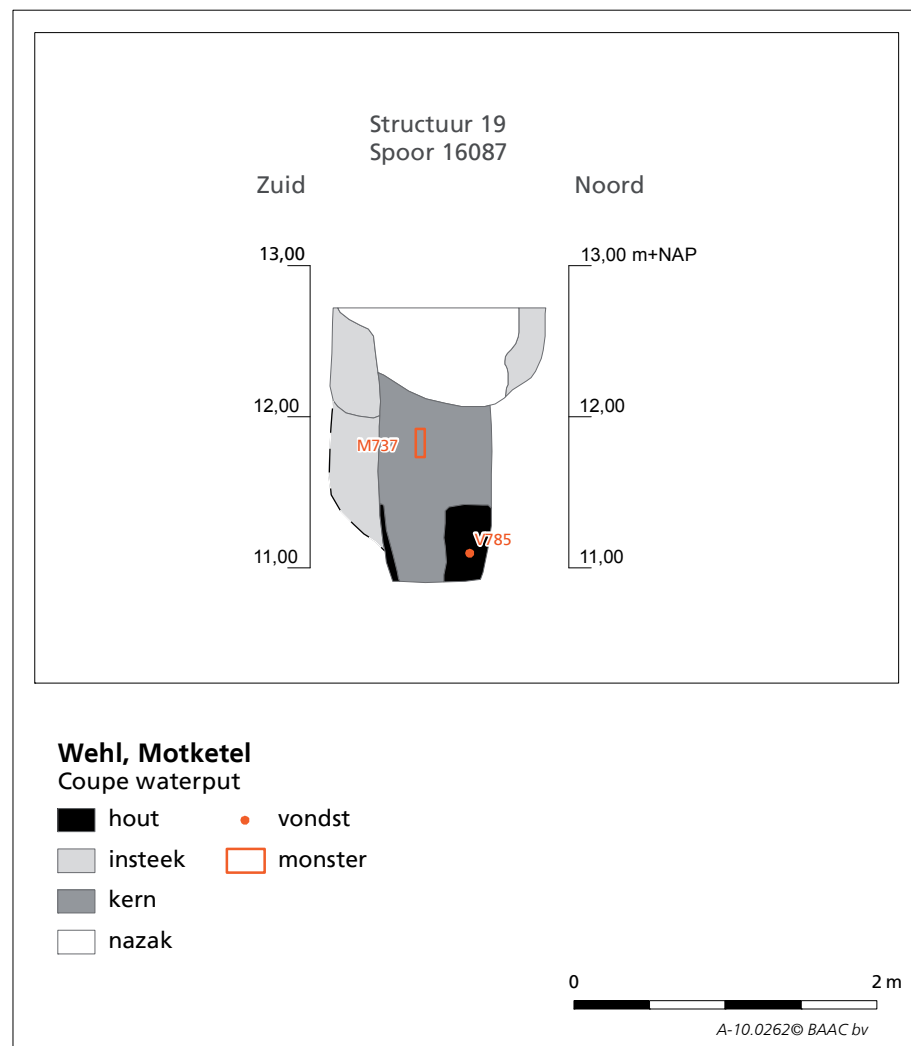 Structuur 19
Spoor 16087
Zuid
Noord
13,00
13,00 m+NAP
12,00
12,00
M737
V785
11,00
11,00
Wehl, Motketel
Coupe waterput
hout
vondst
insteek
monster
kern
nazak
0
2 m
A-10.0262© BAAC bv